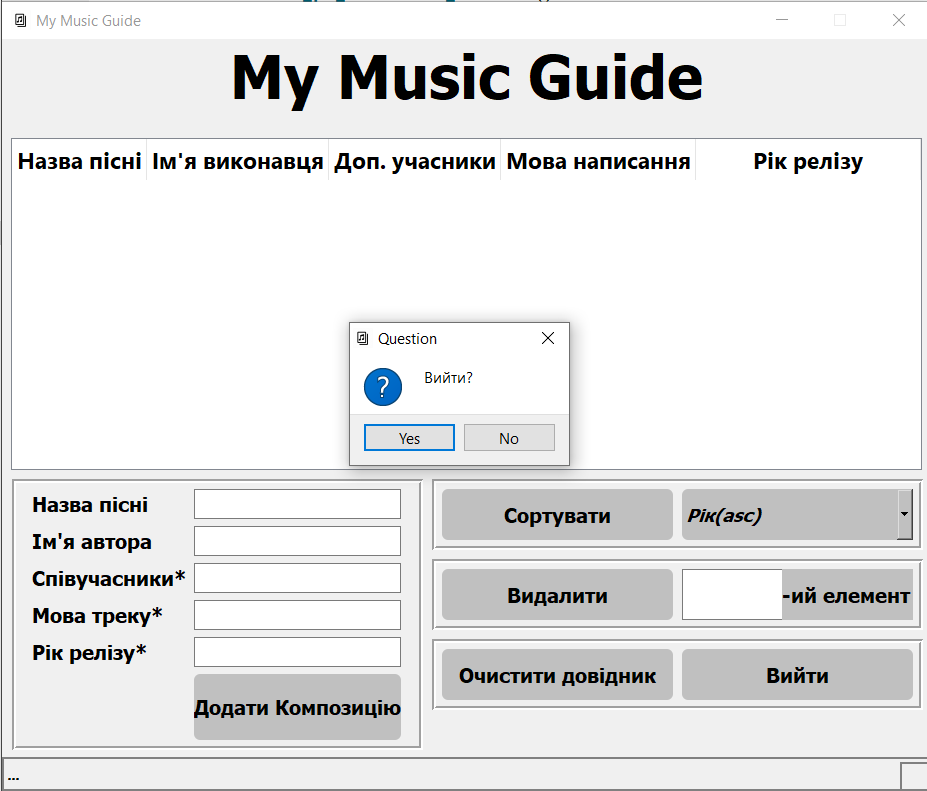 My Music Guide
My Music Guide
Назва пісні Ім'я виконавця Доп. учасники Мова написання Рік релізу
Question
Вийти?
Yes No
Назва пісні
Ім'я автора
Співучасники*
Мова треку*
Рік релізу*
Додати Композицію
Сортувати Рік(asc)
Видалити -ий елемент
Очистити довідник Вийти
...